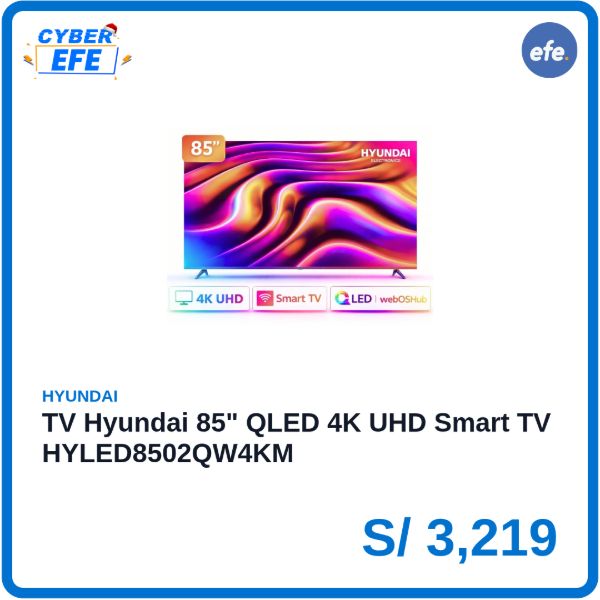 CYBER
EFE
efe.
85"
HYUNDAI
ELECTRONICS
4K UHD
Smart TV
QLED | webOSHub
HYUNDAI
TV Hyundai 85" QLED 4K UHD Smart TV
HYLED8502QW4KM
S/ 3,219